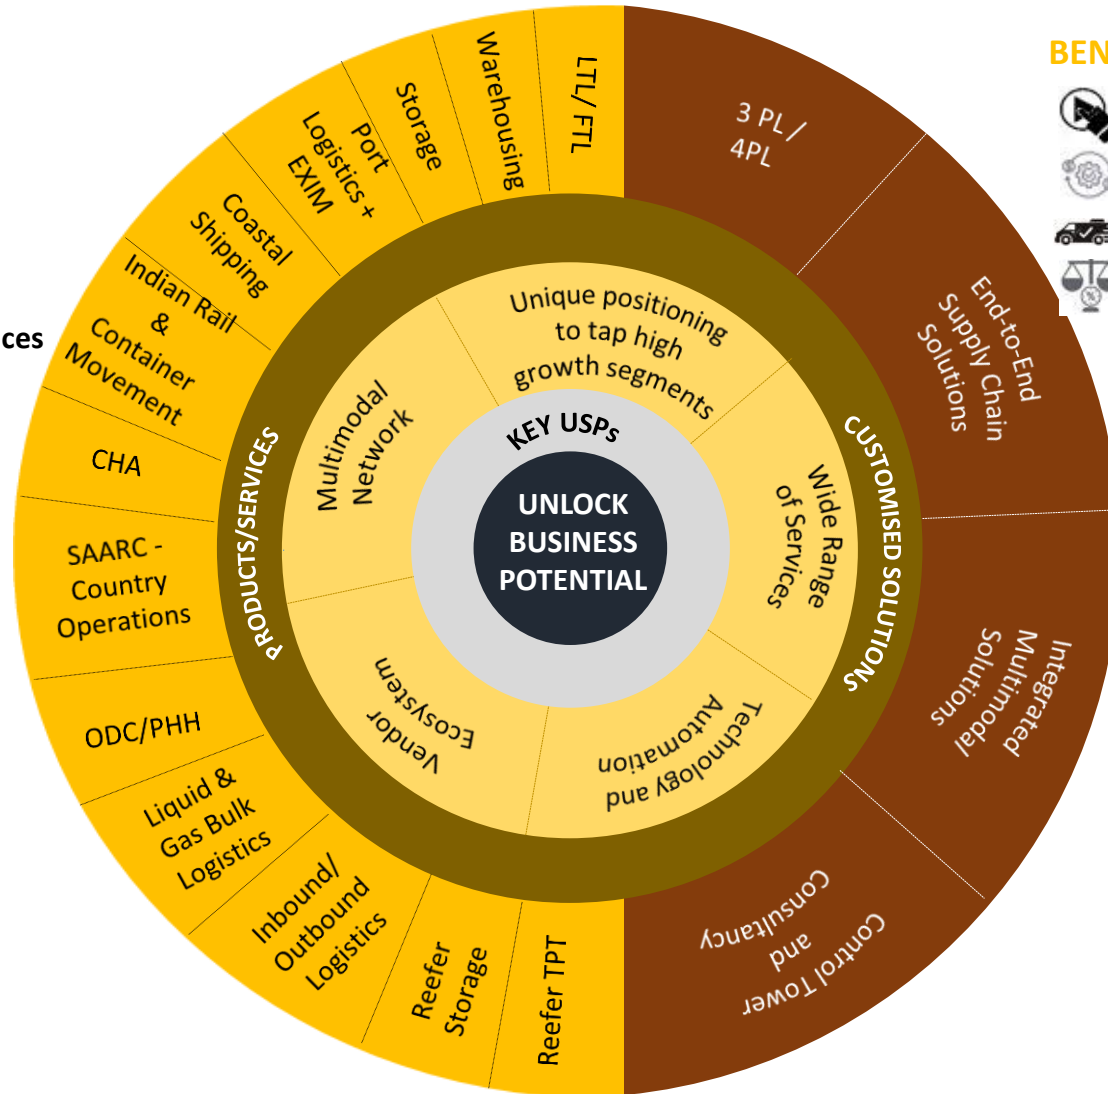 UNLOCK
BUSINESS
POTENTIAL
KEY USPs
Unique positioning
to tap high
growth segments
Wide Range
of Services
Technology and
Automation
Vendor
Ecosystem
Multimodal
Network
PRODUCTS/SERVICES
CUSTOMISED SOLUTIONS
3 PL /
4PL
End-to-End
Supply Chain
Solutions
Integrated
Multimodal
Solutions
Control Tower
and
Consultancy
LTL/ FTL
Warehousing
Storage
Port
Logistics +
EXIM
Coastal
Shipping
Indian Rail
&
Container
Movement
CHA
SAARC -
Country
Operations
ODC/PHH
Liquid &
Gas Bulk
Logistics
Inbound/
Outbound
Logistics
Reefer
Storage
Reefer TPT
ces
BEN